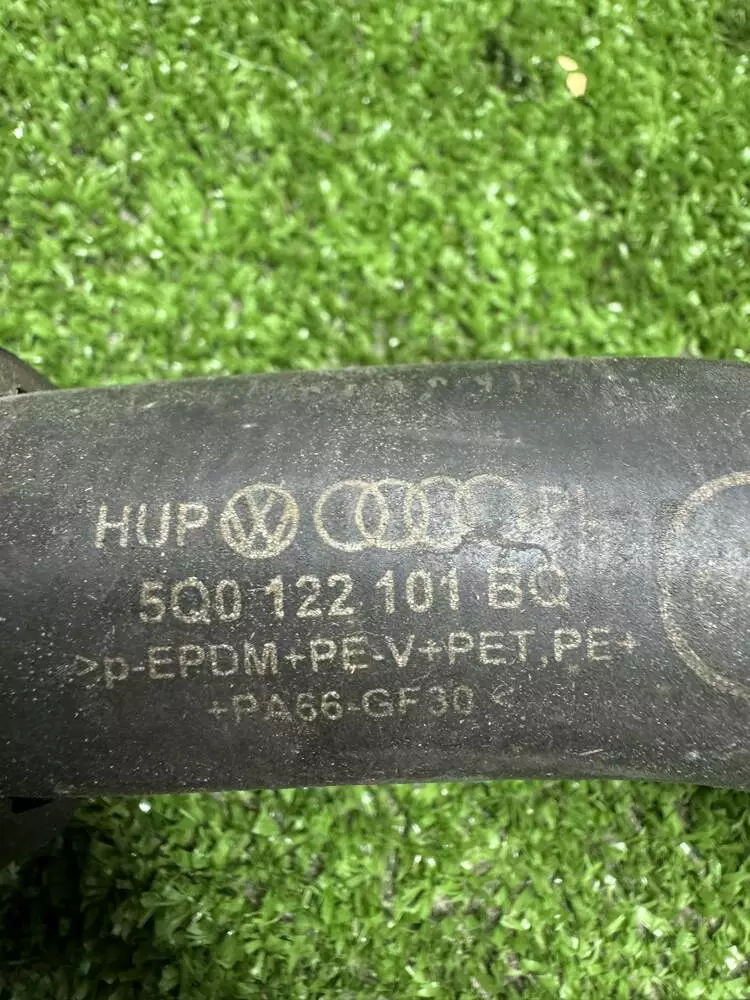 HUP
5Q0 122 101 BQ
>p-EPDM+PE-V+PET,PE+
+PA66-GF30<